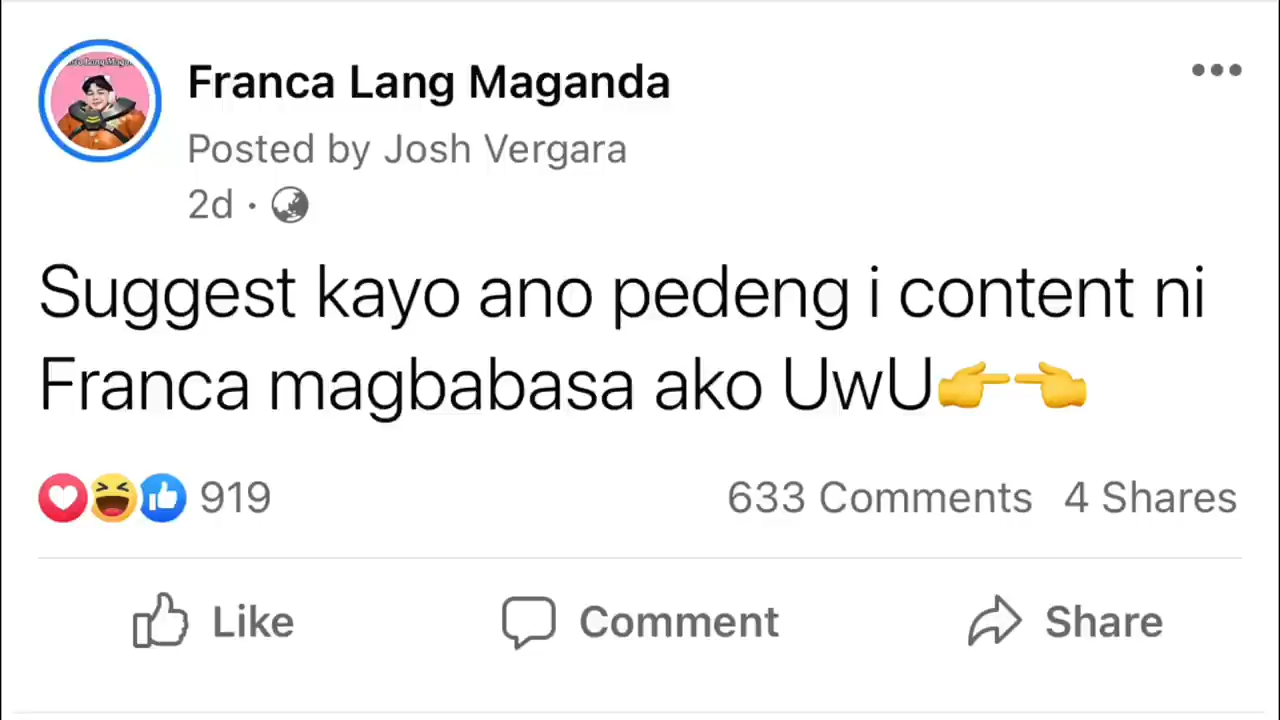 Franca Lang Maganda
Posted by Josh Vergara
2d ·
Suggest kayo ano pedeng i content ni
Franca magbabasa ako UwU👉👈
919
633 Comments 4 Shares
Like Comment Share